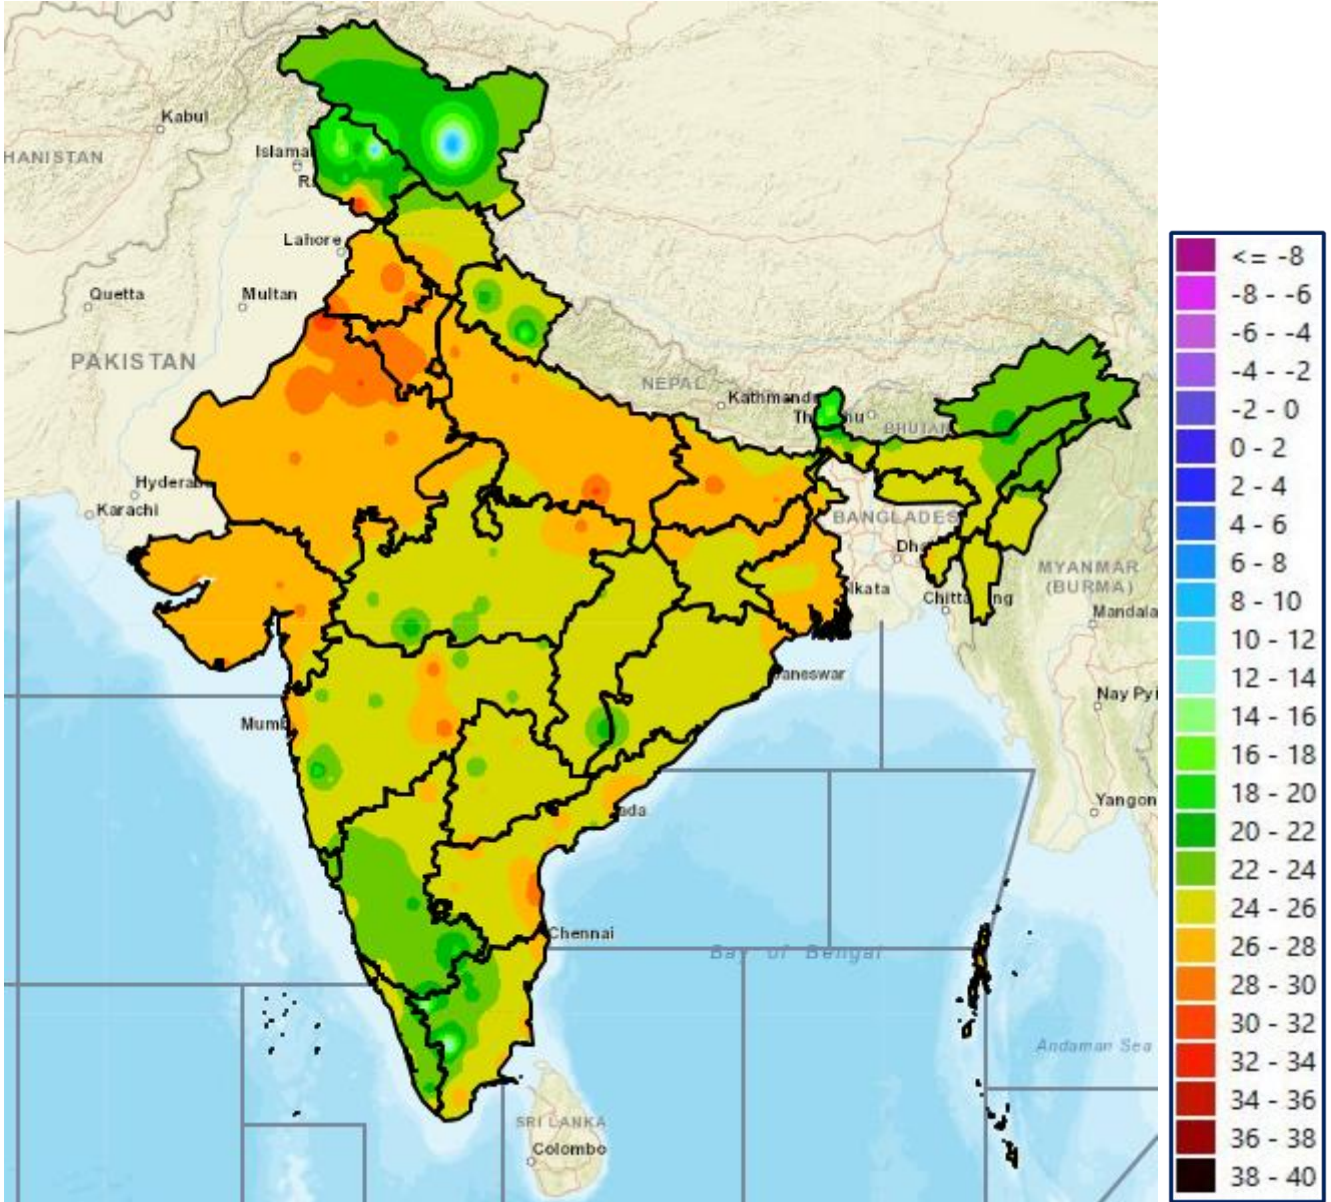 Kabul
HANISTAN
Islama
R
Lahore
Quetta
Multan
PAKISTAN
NEPAL
Kathmandu
Th
hu
BHUTAN
Hyderab
Karachi
BANGLADES
Dh
lkata
Chitta
ng
MYANMAR
(BURMA)
Mandala
aneswar
Nay Pyi
Mumb
Yangon
ada
Chennai
Bay of Bengal
Andaman Sea
SRI LANKA
Colombo
<= -8
-8 - -6
-6 - -4
-4 - -2
-2 - 0
0 - 2
2 - 4
4 - 6
6 - 8
8 - 10
10 - 12
12 - 14
14 - 16
16 - 18
18 - 20
20 - 22
22 - 24
24 - 26
26 - 28
28 - 30
30 - 32
32 - 34
34 - 36
36 - 38
38 - 40